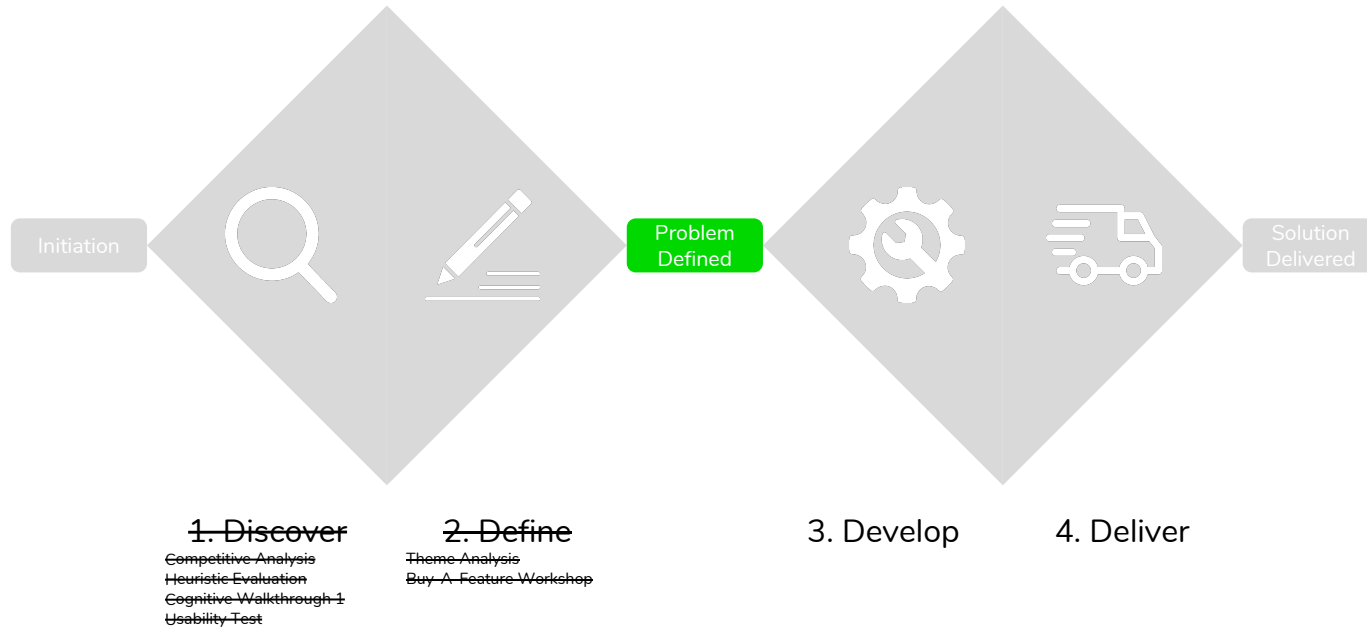 Initiation
Problem
Defined
Solution
Delivered
1. Discover
Competitive Analysis
Heuristic Evaluation
Cognitive Walkthrough 1
Usability Test
2. Define
Theme Analysis
Buy-A-Feature Workshop
3. Develop
4. Deliver